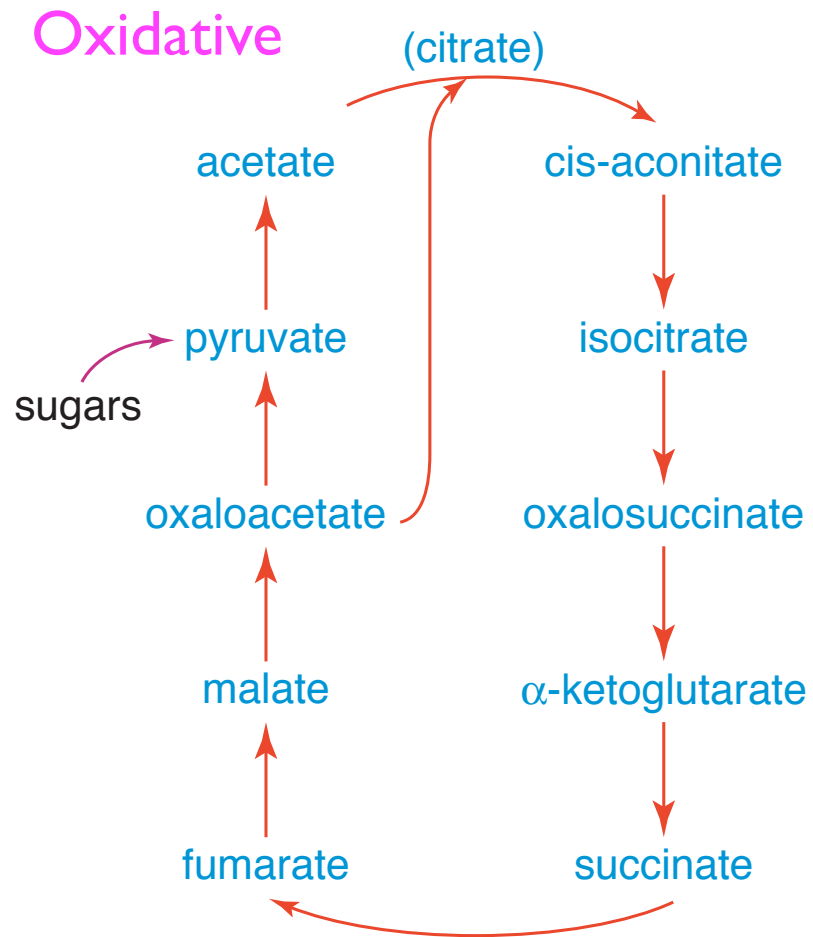 Oxidative
(citrate)
acetate
cis-aconitate
pyruvate
isocitrate
sugars
oxaloacetate
oxalosuccinate
malate
α-ketoglutarate
fumarate
succinate